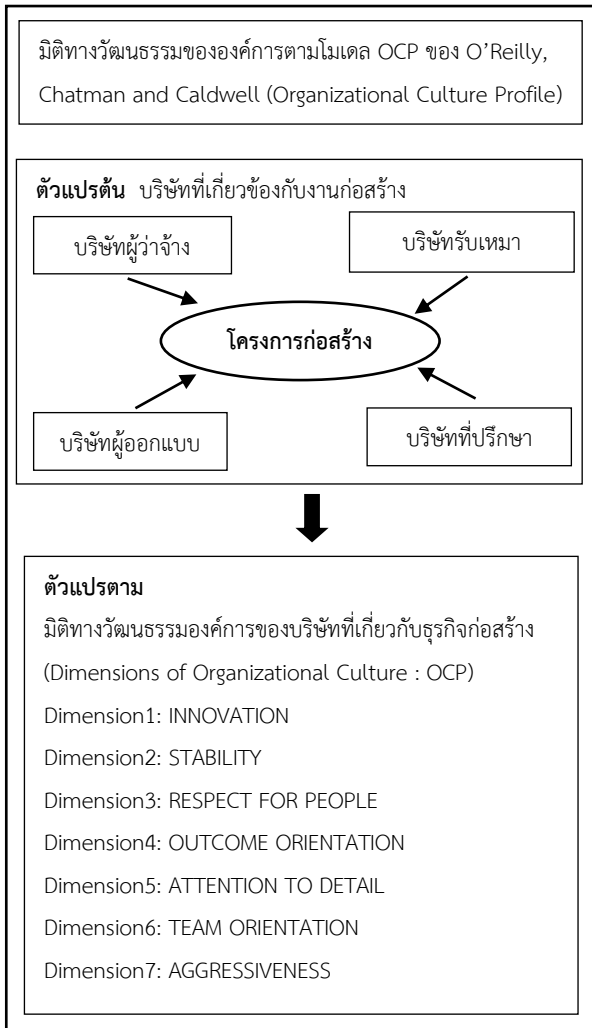 มิติทางวัฒนธรรมขององค์การตามโมเดล OCP ของ O’Reilly,
Chatman and Caldwell (Organizational Culture Profile)
ตัวแปรต้น บริษัทที่เกี่ยวข้องกับงานก่อสร้าง
บริษัทผู้ว่าจ้าง
บริษัทรับเหมา
โครงการก่อสร้าง
บริษัทผู้ออกแบบ
บริษัทที่ปรึกษา
ตัวแปรตาม
มิติทางวัฒนธรรมองค์การของบริษัทที่เกี่ยวกับธุรกิจก่อสร้าง
(Dimensions of Organizational Culture : OCP)
Dimension1: INNOVATION
Dimension2: STABILITY
Dimension3: RESPECT FOR PEOPLE
Dimension4: OUTCOME ORIENTATION
Dimension5: ATTENTION TO DETAIL
Dimension6: TEAM ORIENTATION
Dimension7: AGGRESSIVENESS